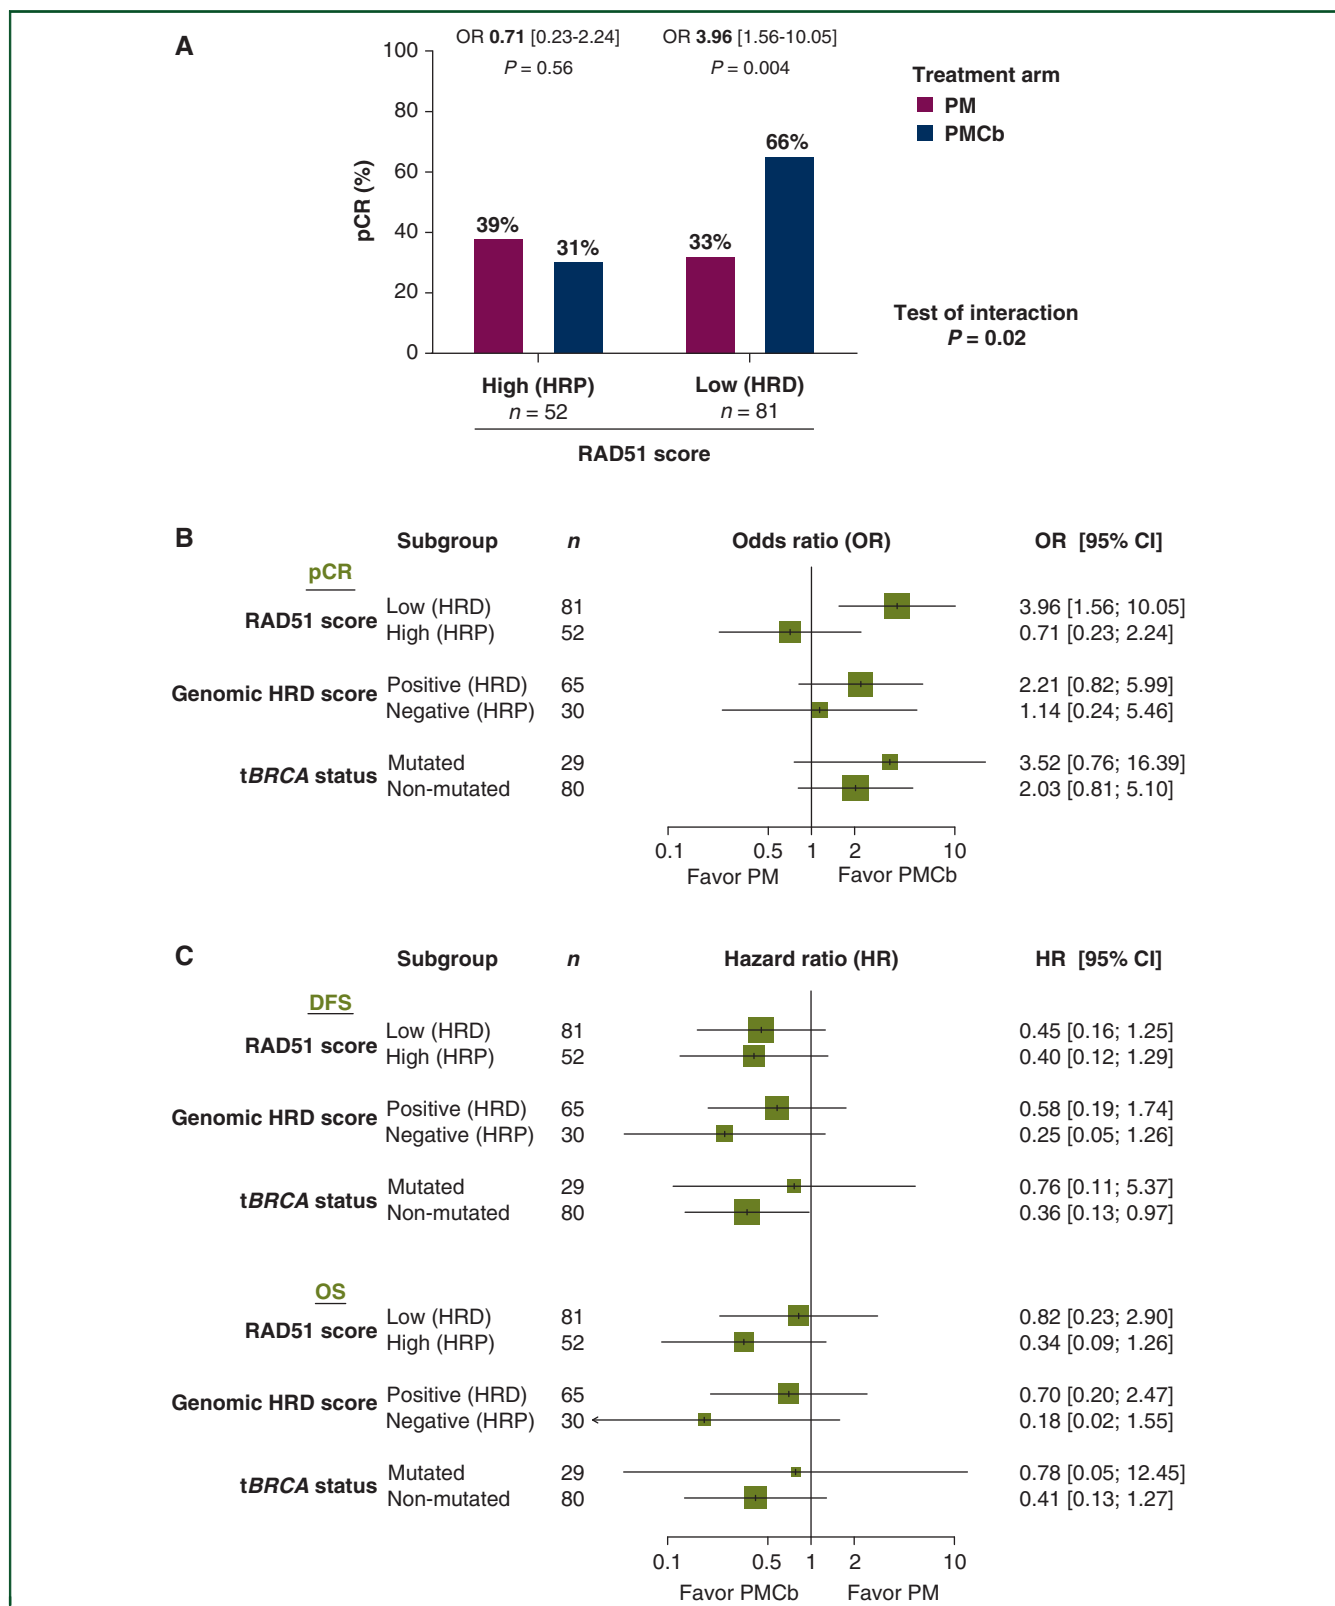 A
OR 0.71 [0.23-2.24] OR 3.96 [1.56-10.05]
P = 0.56 P = 0.004
Treatment arm
PM
PMCb
pCR (%)
100
80
60
40
20
0
39%
31%
33%
66%
Test of interaction
P = 0.02
High (HRP) Low (HRD)
n = 52 n = 81
RAD51 score
B
Subgroup n Odds ratio (OR) OR [95% CI]
pCR
RAD51 score
Low (HRD) 81 3.96 [1.56; 10.05]
High (HRP) 52 0.71 [0.23; 2.24]
Genomic HRD score
Positive (HRD) 65 2.21 [0.82; 5.99]
Negative (HRP) 30 1.14 [0.24; 5.46]
tBRCA status
Mutated 29 3.52 [0.76; 16.39]
Non-mutated 80 2.03 [0.81; 5.10]
0.1 0.5 1 2 10
Favor PM Favor PMCb
C
Subgroup n Hazard ratio (HR) HR [95% CI]
DFS
RAD51 score
Low (HRD) 81 0.45 [0.16; 1.25]
High (HRP) 52 0.40 [0.12; 1.29]
Genomic HRD score
Positive (HRD) 65 0.58 [0.19; 1.74]
Negative (HRP) 30 0.25 [0.05; 1.26]
tBRCA status
Mutated 29 0.76 [0.11; 5.37]
Non-mutated 80 0.36 [0.13; 0.97]
OS
RAD51 score
Low (HRD) 81 0.82 [0.23; 2.90]
High (HRP) 52 0.34 [0.09; 1.26]
Genomic HRD score
Positive (HRD) 65 0.70 [0.20; 2.47]
Negative (HRP) 30 0.18 [0.02; 1.55]
tBRCA status
Mutated 29 0.78 [0.05; 12.45]
Non-mutated 80 0.41 [0.13; 1.27]
0.1 0.5 1 2 10
Favor PMCb Favor PM